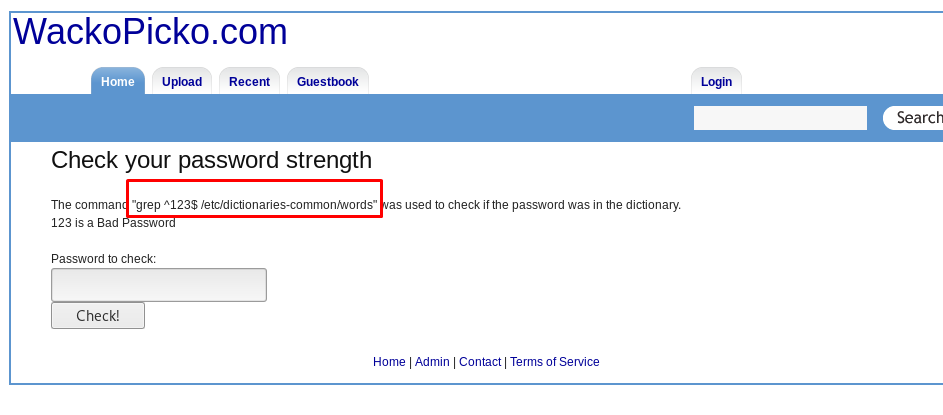 WackoPicko.com
Home Upload Recent Guestbook Login
Search
Check your password strength
The command "grep ^123$ /etc/dictionaries-common/words" was used to check if the password was in the dictionary.
123 is a Bad Password
Password to check:
Check!
Home | Admin | Contact | Terms of Service